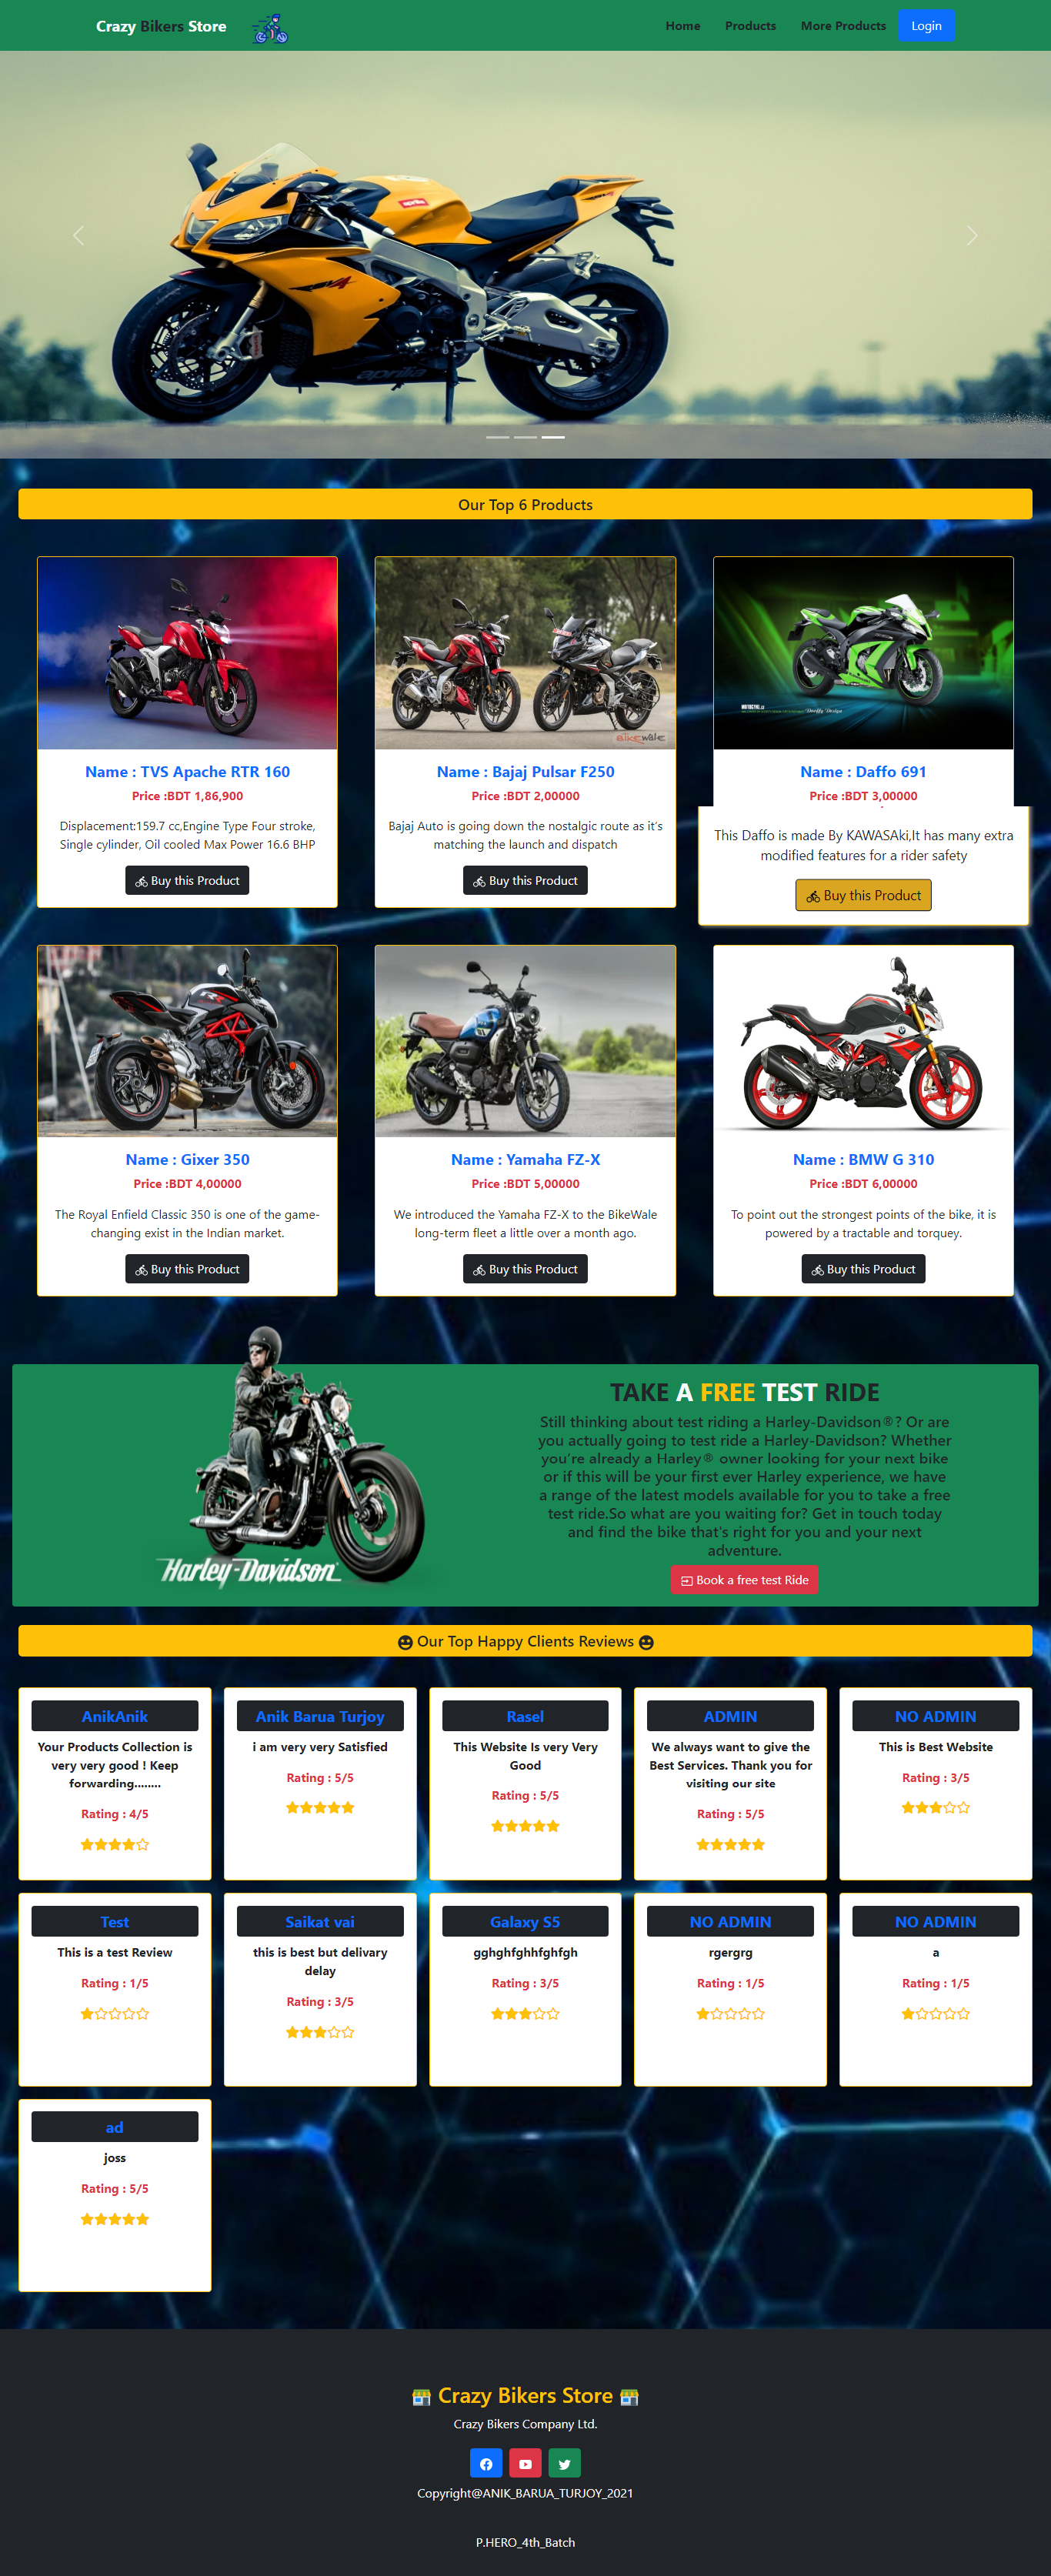 Crazy Bikers Store
Home Products More Products Login
aprilia
aprilia
Our Top 6 Products
bikewale
Name : TVS Apache RTR 160
Price :BDT 1,86,900
Displacement:159.7 cc,Engine Type Four stroke,
Single cylinder, Oil cooled Max Power 16.6 BHP
Buy this Product
Name : Bajaj Pulsar F250
Price :BDT 2,00000
Bajaj Auto is going down the nostalgic route as it's
matching the launch and dispatch
Buy this Product
Name : Daffo 691
Price :BDT 3,00000
This Daffo is made By KAWASAki,It has many extra
modified features for a rider safety
Buy this Product
Name : Gixer 350
Price :BDT 4,00000
The Royal Enfield Classic 350 is one of the game-
changing exist in the Indian market.
Buy this Product
Name : Yamaha FZ-X
Price :BDT 5,00000
We introduced the Yamaha FZ-X to the BikeWale
long-term fleet a little over a month ago.
Buy this Product
Name : BMW G 310
Price :BDT 6,00000
To point out the strongest points of the bike, it is
powered by a tractable and torquey.
Buy this Product
Harley-Davidson
TAKE A FREE TEST RIDE
Still thinking about test riding a Harley-Davidson®? Or are
you actually going to test ride a Harley-Davidson? Whether
you're already a Harley® owner looking for your next bike
or if this will be your first ever Harley experience, we have
a range of the latest models available for you to take a free
test ride.So what are you waiting for? Get in touch today
and find the bike that's right for you and your next
adventure.
Book a free test Ride
Our Top Happy Clients Reviews
AnikAnik
Your Products Collection is
very very good ! Keep
forwarding........
Rating : 4/5
Anik Barua Turjoy
i am very very Satisfied
Rating : 5/5
Rasel
This Website Is very Very
Good
Rating : 5/5
ADMIN
We always want to give the
Best Services. Thank you for
visiting our site
Rating : 5/5
NO ADMIN
This is Best Website
Rating : 3/5
Test
This is a test Review
Rating : 1/5
Saikat vai
this is best but delivary
delay
Rating : 3/5
Galaxy S5
gghghfghhfghfgh
Rating : 3/5
NO ADMIN
rgergrg
Rating : 1/5
NO ADMIN
a
Rating : 1/5
ad
joss
Rating : 5/5
Crazy Bikers Store
Crazy Bikers Company Ltd.
Copyright@ANIK_BARUA_TURJOY_2021
P.HERO_4th_Batch